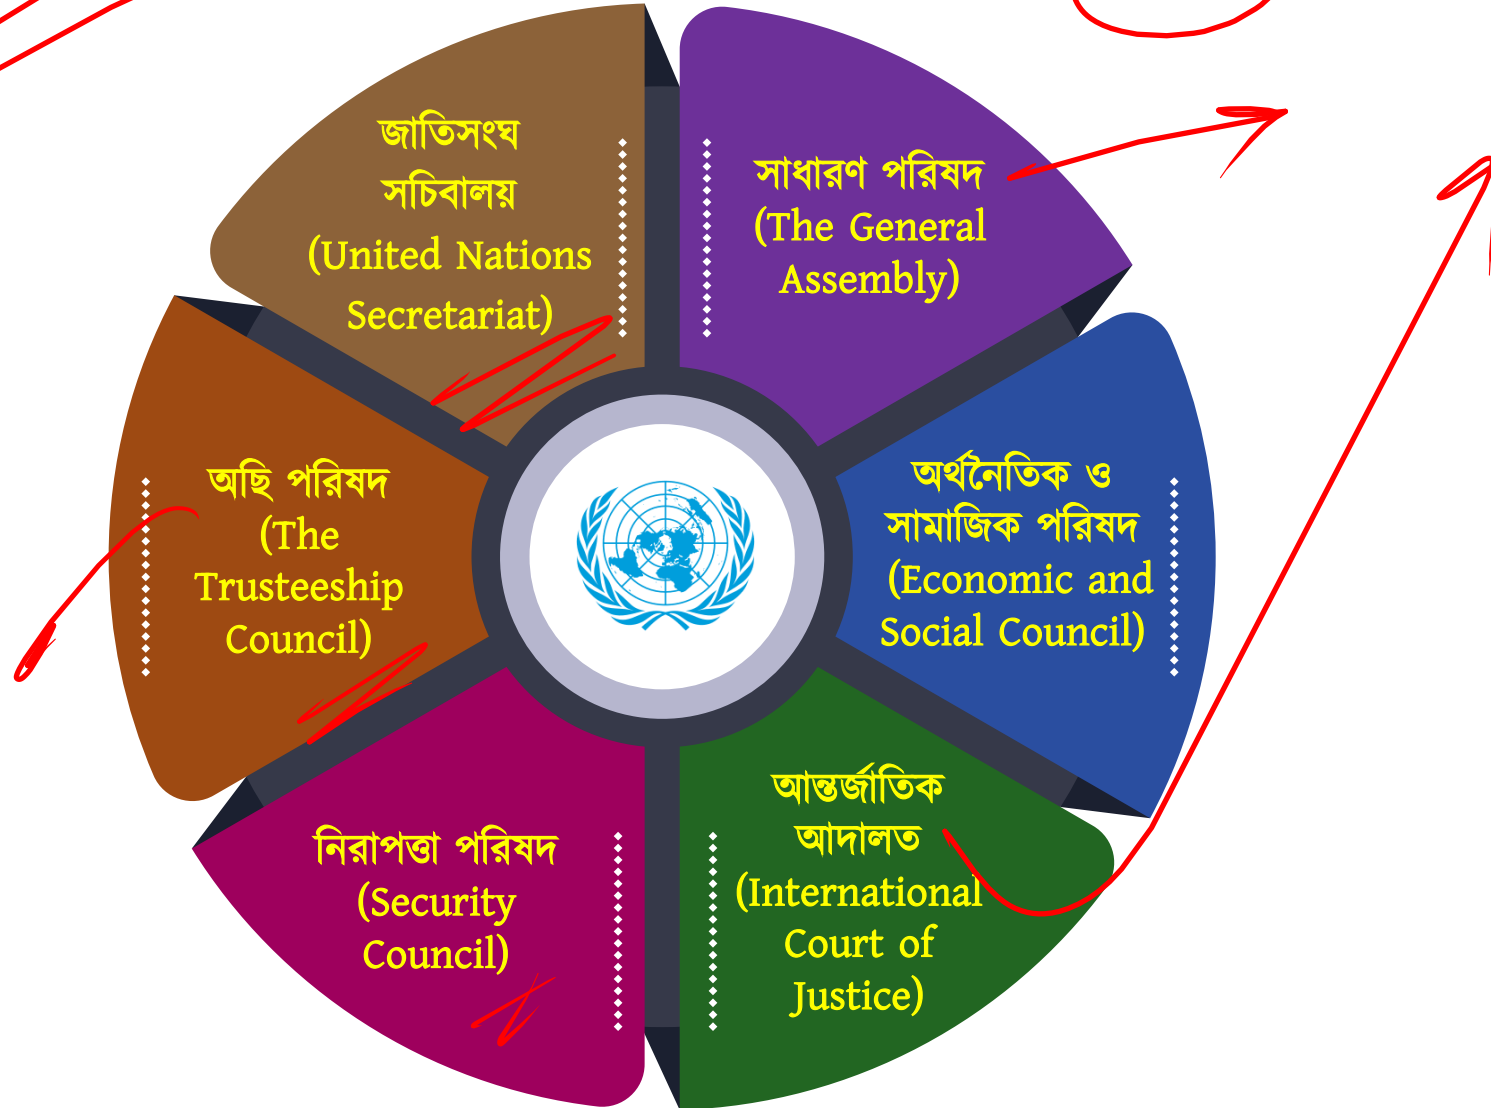 জাতিসংঘ
সচিবালয়
(United Nations
Secretariat)
সাধারণ পরিষদ
(The General
Assembly)
অর্থনৈতিক ও
সামাজিক পরিষদ
(Economic and
Social Council)
আন্তর্জাতিক
আদালত
(International
Court of
Justice)
নিরাপত্তা পরিষদ
(Security
Council)
অছি পরিষদ
(The
Trusteeship
Council)